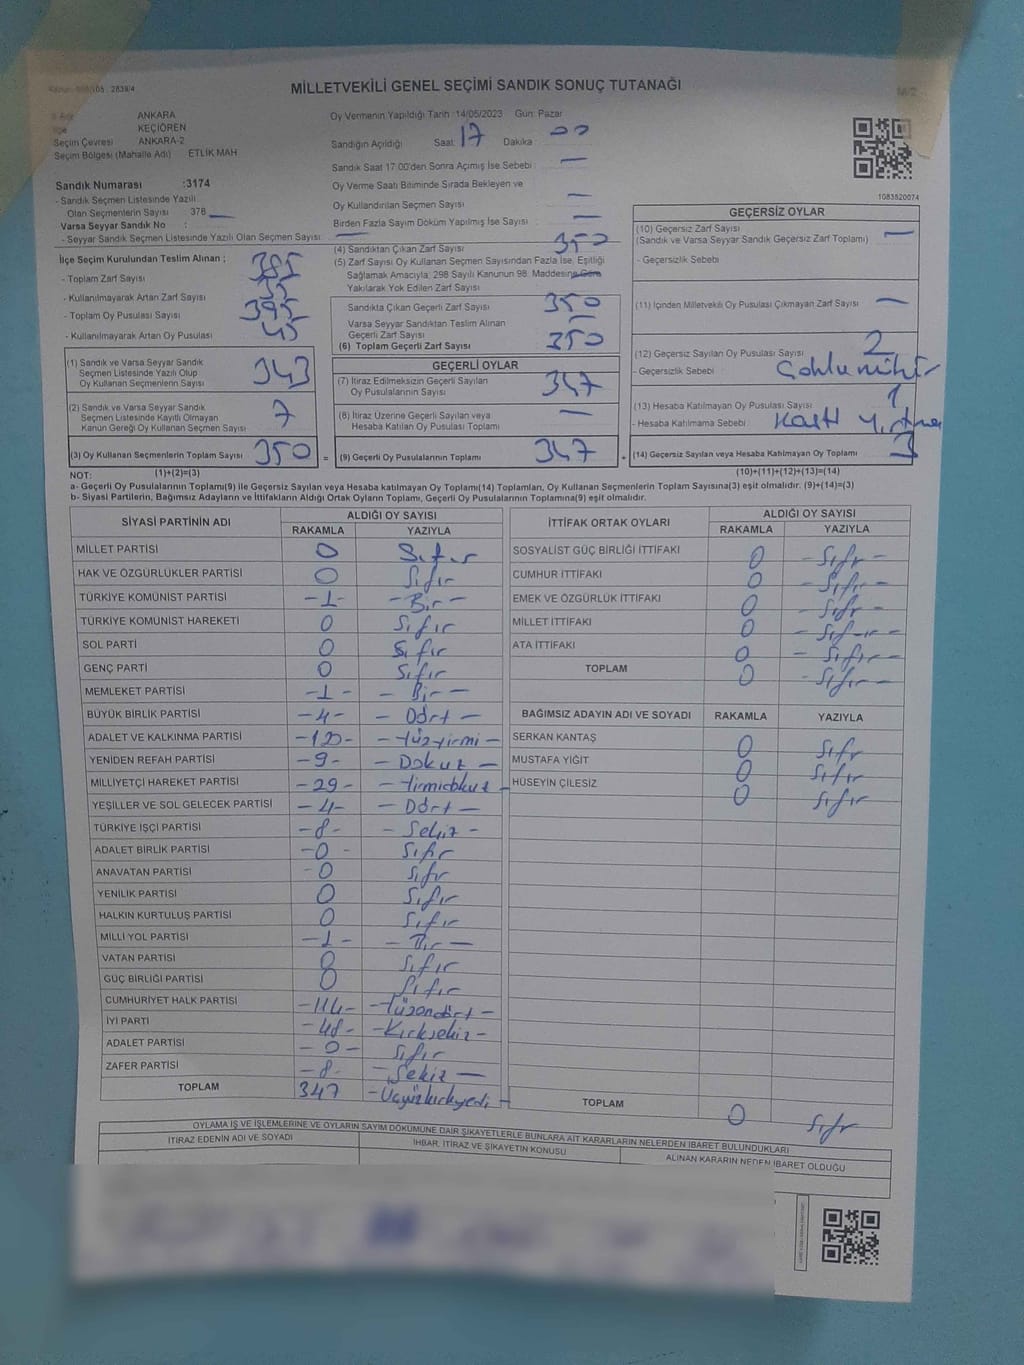 MİLLETVEKİLİ GENEL SEÇİMİ SANDIK SONUÇ TUTANAĞI
ANKARA
KEÇİÖREN
Seçim Çevresi ANKARA-2
Seçim Bölgesi (Mahalle Adı) ETLİK MAH
Oy Vermenin Yapıldığı Tarih :14/05/2023 Gün: Pazar
Sandığın Açıldığı Saat: 17 Dakika: 00
Sandık Saat 17:00'den Sonra Açımış İse Sebebi : —
Oy Verme Saati Bitiminde Sırada Bekleyen ve
Oy Kullandırılan Seçmen Sayısı : —
Birden Fazla Sayım Döküm Yapılmış İse Sayısı : —
Sandık Numarası :3174
- Sandık Seçmen Listesinde Yazılı
Olan Seçmenlerin Sayısı : 378 —
Varsa Seyyar Sandık No :
- Seyyar Sandık Seçmen Listesinde Yazılı Olan Seçmen Sayısı: —
1083520074
İlçe Seçim Kurulundan Teslim Alınan ;
- Toplam Zarf Sayısı 385
- Kullanılmayarak Artan Zarf Sayısı 35
- Toplam Oy Pusulası Sayısı 395
- Kullanılmayarak Artan Oy Pusulası 45
(1) Sandık ve Varsa Seyyar Sandık
Seçmen Listesinde Yazılı Olup
Oy Kullanan Seçmenlerin Sayısı 343
(2) Sandık ve Varsa Seyyar Sandık
Seçmen Listesinde Kayıtlı Olmayan
Kanun Gereği Oy Kullanan Seçmen Sayısı 7
(3) Oy Kullanan Seçmenlerin Toplam Sayısı 350 =
(4) Sandıktan Çıkan Zarf Sayısı 350
(5) Zarf Sayısı Oy Kullanan Seçmen Sayısından Fazla İse, Eşitliği
Sağlamak Amacıyla; 298 Sayılı Kanunun 98. Maddesine Göre
Yakılarak Yok Edilen Zarf Sayısı —
Sandıkta Çıkan Geçerli Zarf Sayısı 350
Varsa Seyyar Sandıktan Teslim Alınan
Geçerli Zarf Sayısı —
(6) Toplam Geçerli Zarf Sayısı 350
GEÇERLİ OYLAR
(7) İtiraz Edilmeksizin Geçerli Sayılan
Oy Pusulalarının Toplamı 347
(8) İtiraz Üzerine Geçerli Sayılan veya
Hesaba Katılan Oy Pusulası Toplamı —
(9) Geçerli Oy Pusulalarının Toplamı 347 +
GEÇERSİZ OYLAR
(10) Geçersiz Zarf Sayısı
(Sandık ve Varsa Seyyar Sandık Geçersiz Zarf Toplamı) —
- Geçersizlik Sebebi :
(11) İçinden Milletvekili Oy Pusulası Çıkmayan Zarf Sayısı —
(12) Geçersiz Sayılan Oy Pusulası Sayısı 2
- Geçersizlik Sebebi :
(13) Hesaba Katılmayan Oy Pusulası Sayısı 1
- Hesaba Katılmama Sebebi :
(14) Geçersiz Sayılan veya Hesaba Katılmayan Oy Toplamı 3
NOT: (1)+(2)=(3) (10)+(11)+(12)+(13)=(14)
a- Geçerli Oy Pusulalarının Toplamı(9) ile Geçersiz Sayılan veya Hesaba katılmayan Oy Toplamı(14) Toplamları, Oy Kullanan Seçmenlerin Toplam Sayısına(3) eşit olmalıdır. (9)+(14)=(3)
b- Siyasi Partilerin, Bağımsız Adayların ve İttifakların Aldığı Ortak Oyların Toplamı, Geçerli Oy Pusulalarının Toplamına(9) eşit olmalıdır.
SİYASİ PARTİNİN ADI ALDIĞI OY SAYISI
RAKAMLA YAZIYLA
MİLLET PARTİSİ 0 Sıfır
HAK VE ÖZGÜRLÜKLER PARTİSİ 0 Sıfır
TÜRKİYE KOMÜNİST PARTİSİ -1- -Bir-
TÜRKİYE KOMÜNİST HAREKETİ 0 Sıfır
SOL PARTİ 0 Sıfır
GENÇ PARTİ 0 Sıfır
MEMLEKET PARTİSİ -1- -Bir-
BÜYÜK BİRLİK PARTİSİ -4- -Dört-
ADALET VE KALKINMA PARTİSİ -120- -Yüzyirmi-
YENİDEN REFAH PARTİSİ -9- -Dokuz-
MİLLİYETÇİ HAREKET PARTİSİ -29- -Yirmidokuz-
YEŞİLLER VE SOL GELECEK PARTİSİ -4- -Dört-
TÜRKİYE İŞÇİ PARTİSİ -8- -Sekiz-
ADALET BİRLİK PARTİSİ -0- Sıfır
ANAVATAN PARTİSİ -0 Sıfır
YENİLİK PARTİSİ 0 Sıfır
HALKIN KURTULUŞ PARTİSİ 0 Sıfır
MİLLİ YOL PARTİSİ -1- -Bir-
VATAN PARTİSİ 0 Sıfır
GÜÇ BİRLİĞİ PARTİSİ 0 Sıfır
CUMHURİYET HALK PARTİSİ -114- -Yüzondört-
İYİ PARTİ -48- -Kırksekiz-
ADALET PARTİSİ -0- Sıfır
ZAFER PARTİSİ -8- -Sekiz-
TOPLAM 347 -Üçyüzkırkyedi-
İTTİFAK ORTAK OYLARI ALDIĞI OY SAYISI
RAKAMLA YAZIYLA
SOSYALİST GÜÇ BİRLİĞİ İTTİFAKI 0 -Sıfır-
CUMHUR İTTİFAKI 0 -Sıfır-
EMEK VE ÖZGÜRLÜK İTTİFAKI 0 -Sıfır-
MİLLET İTTİFAKI 0 -Sıfır-
ATA İTTİFAKI 0 -Sıfır-
TOPLAM 0 -Sıfır-
BAĞIMSIZ ADAYIN ADI VE SOYADI RAKAMLA YAZIYLA
SERKAN KANTAŞ 0 Sıfır
MUSTAFA YİĞİT 0 Sıfır
HÜSEYİN ÇİLESİZ 0 Sıfır
TOPLAM 0 Sıfır
OYLAMA İŞ VE İŞLEMLERİNE VE OYLARIN SAYIM DÖKÜMÜNE DAİR ŞİKAYETLERLE BUNLARA AİT KARARLARIN NELERDEN İBARET BULUNDUKLARI
İTİRAZ EDENİN ADI VE SOYADI İHBAR, İTİRAZ VE ŞİKAYETİN KONUSU ALINAN KARARIN NEDEN İBARET OLDUĞU